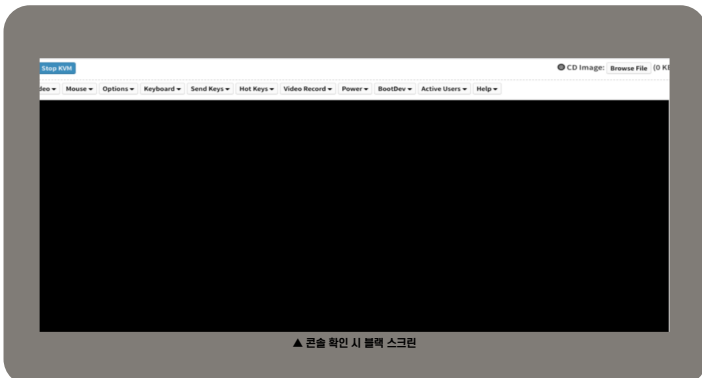 Stop KVM
CD Image: Browse File (0 KB
deo Mouse Options Keyboard Send Keys Hot Keys Video Record Power BootDev Active Users Help
▲ 콘솔 확인 시 블랙 스크린